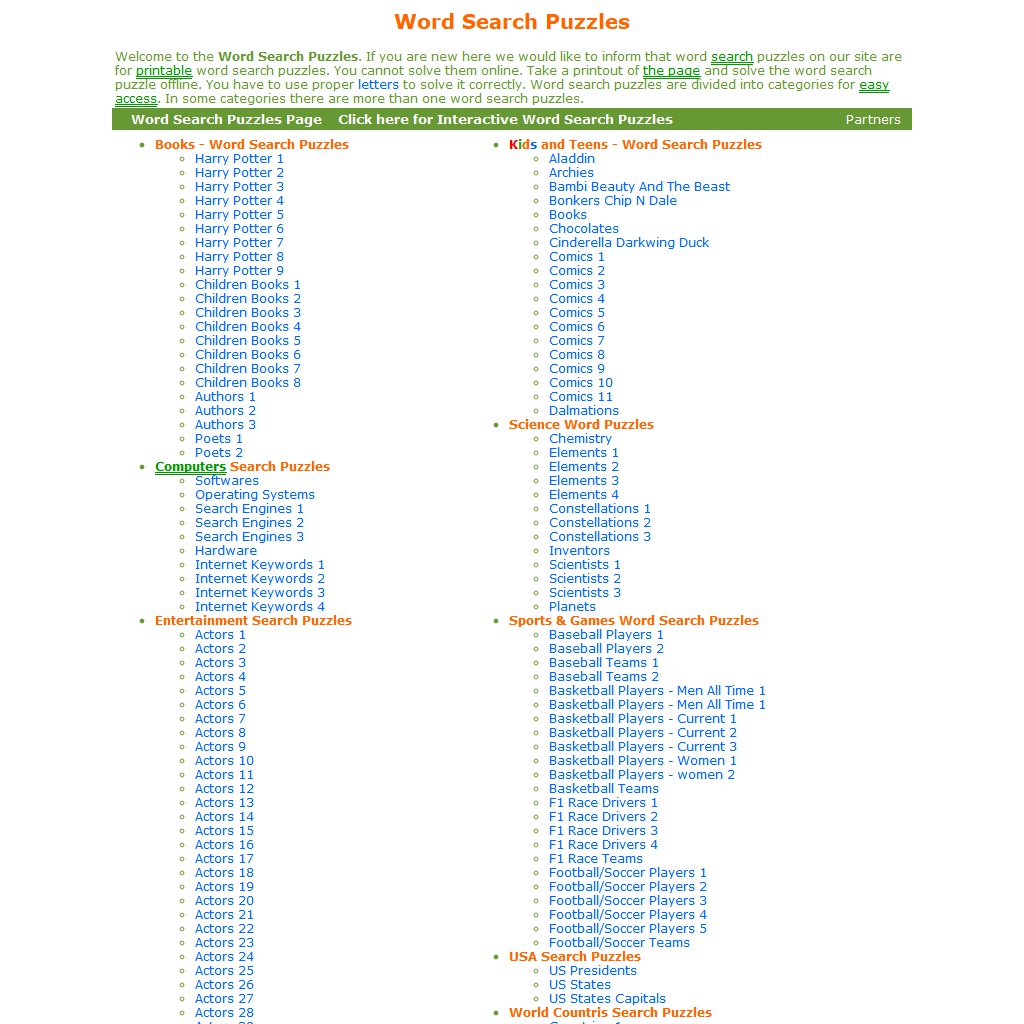 Word Search Puzzles
Welcome to the Word Search Puzzles. If you are new here we would like to inform that word search puzzles on our site are
for printable word search puzzles. You cannot solve them online. Take a printout of the page and solve the word search
puzzle offline. You have to use proper letters to solve it correctly. Word search puzzles are divided into categories for easy
access. In some categories there are more than one word search puzzles.
Word Search Puzzles Page Click here for Interactive Word Search Puzzles Partners
Books - Word Search Puzzles
Harry Potter 1
Harry Potter 2
Harry Potter 3
Harry Potter 4
Harry Potter 5
Harry Potter 6
Harry Potter 7
Harry Potter 8
Harry Potter 9
Children Books 1
Children Books 2
Children Books 3
Children Books 4
Children Books 5
Children Books 6
Children Books 7
Children Books 8
Authors 1
Authors 2
Authors 3
Poets 1
Poets 2
Computers Search Puzzles
Softwares
Operating Systems
Search Engines 1
Search Engines 2
Search Engines 3
Hardware
Internet Keywords 1
Internet Keywords 2
Internet Keywords 3
Internet Keywords 4
Entertainment Search Puzzles
Actors 1
Actors 2
Actors 3
Actors 4
Actors 5
Actors 6
Actors 7
Actors 8
Actors 9
Actors 10
Actors 11
Actors 12
Actors 13
Actors 14
Actors 15
Actors 16
Actors 17
Actors 18
Actors 19
Actors 20
Actors 21
Actors 22
Actors 23
Actors 24
Actors 25
Actors 26
Actors 27
Actors 28
Kids and Teens - Word Search Puzzles
Aladdin
Archies
Bambi Beauty And The Beast
Bonkers Chip N Dale
Books
Chocolates
Cinderella Darkwing Duck
Comics 1
Comics 2
Comics 3
Comics 4
Comics 5
Comics 6
Comics 7
Comics 8
Comics 9
Comics 10
Comics 11
Dalmations
Science Word Puzzles
Chemistry
Elements 1
Elements 2
Elements 3
Elements 4
Constellations 1
Constellations 2
Constellations 3
Inventors
Scientists 1
Scientists 2
Scientists 3
Planets
Sports & Games Word Search Puzzles
Baseball Players 1
Baseball Players 2
Baseball Teams 1
Baseball Teams 2
Basketball Players - Men All Time 1
Basketball Players - Men All Time 1
Basketball Players - Current 1
Basketball Players - Current 2
Basketball Players - Current 3
Basketball Players - Women 1
Basketball Players - women 2
Basketball Teams
F1 Race Drivers 1
F1 Race Drivers 2
F1 Race Drivers 3
F1 Race Drivers 4
F1 Race Teams
Football/Soccer Players 1
Football/Soccer Players 2
Football/Soccer Players 3
Football/Soccer Players 4
Football/Soccer Players 5
Football/Soccer Teams
USA Search Puzzles
US Presidents
US States
US States Capitals
World Countris Search Puzzles